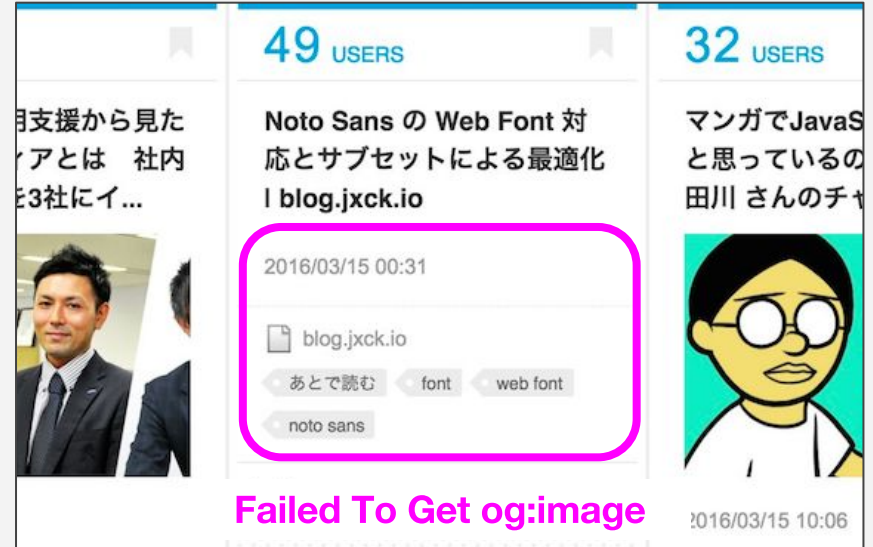 支援から見た
アとは 社内
3社にイ...
49 USERS
Noto Sans の Web Font 対
応とサブセットによる最適化
| blog.jxck.io
2016/03/15 00:31
blog.jxck.io
あとで読む font web font
noto sans
Failed To Get og:image
32 USERS
マンガでJavaS
と思っているの
田川 さんのチ
2016/03/15 10:06